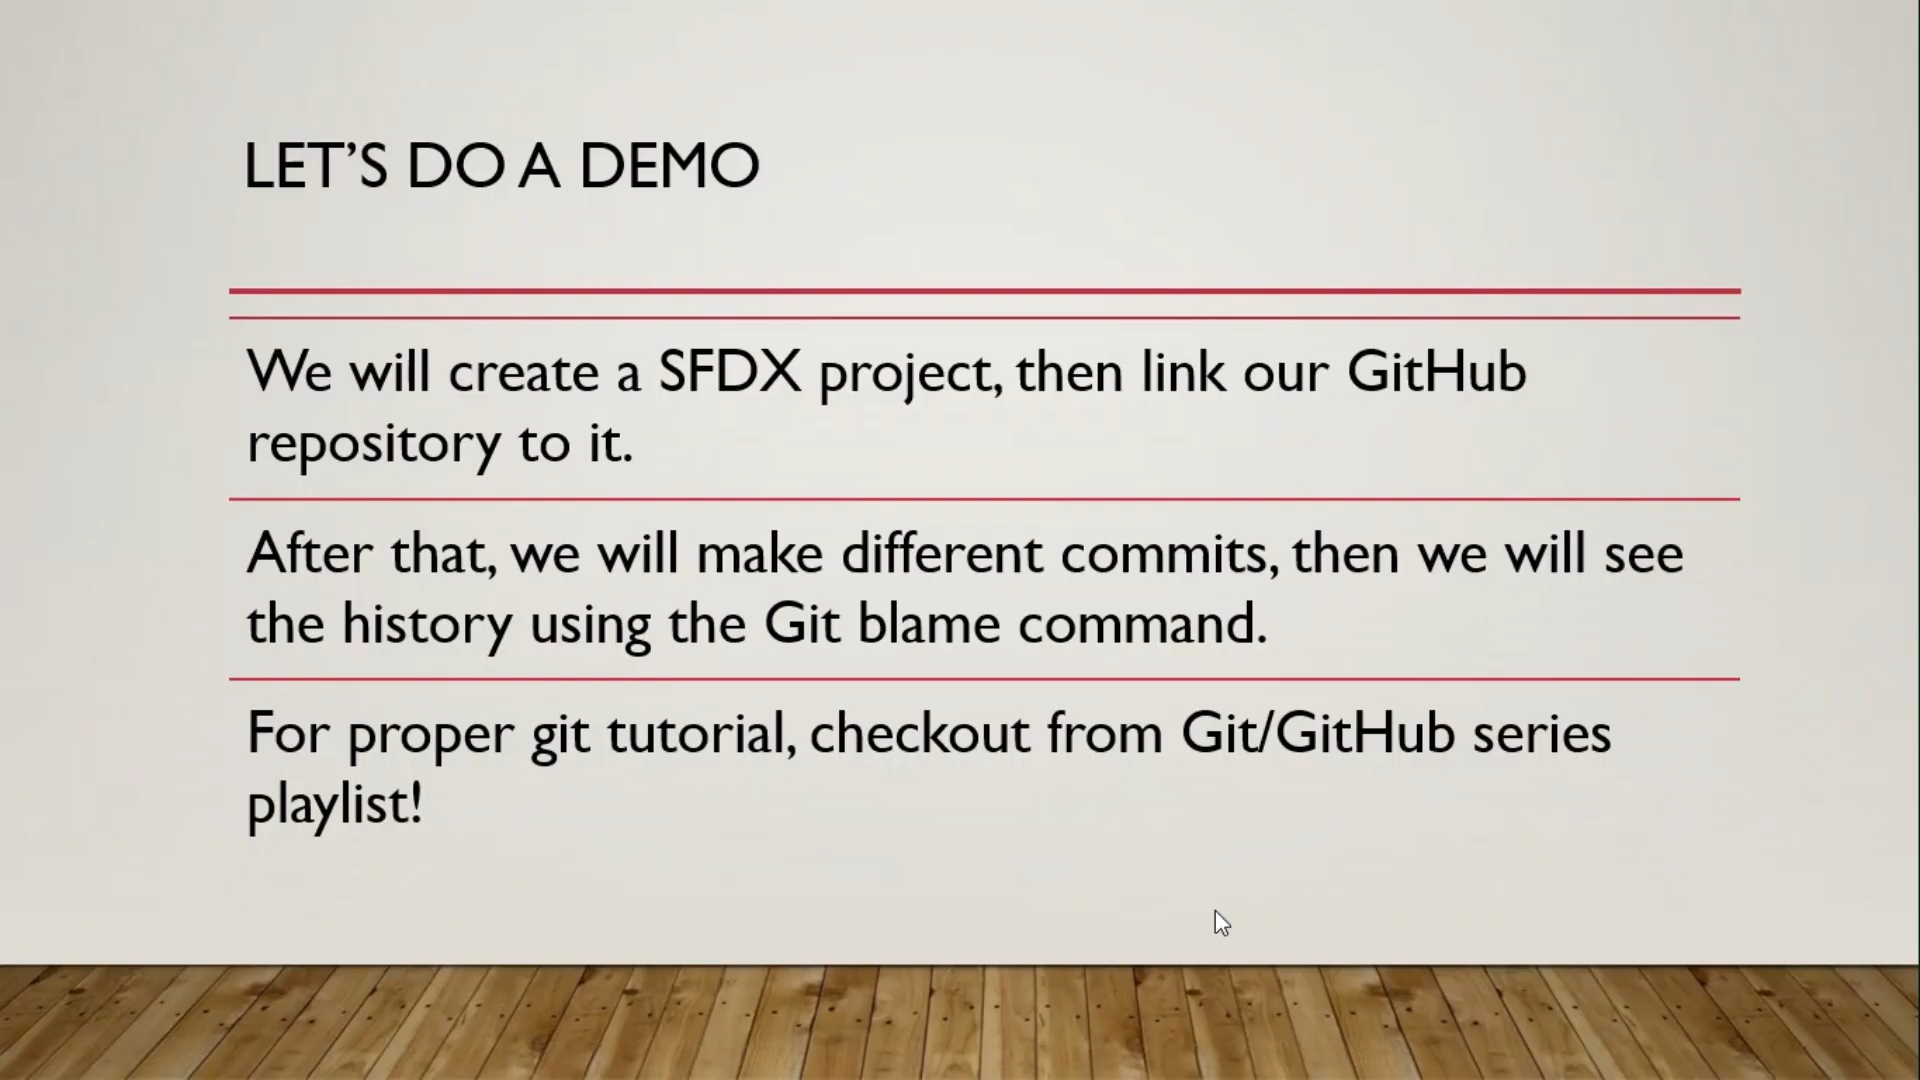 LET’S DO A DEMO
We will create a SFDX project, then link our GitHub
repository to it.
After that, we will make different commits, then we will see
the history using the Git blame command.
For proper git tutorial, checkout from Git/GitHub series
playlist!